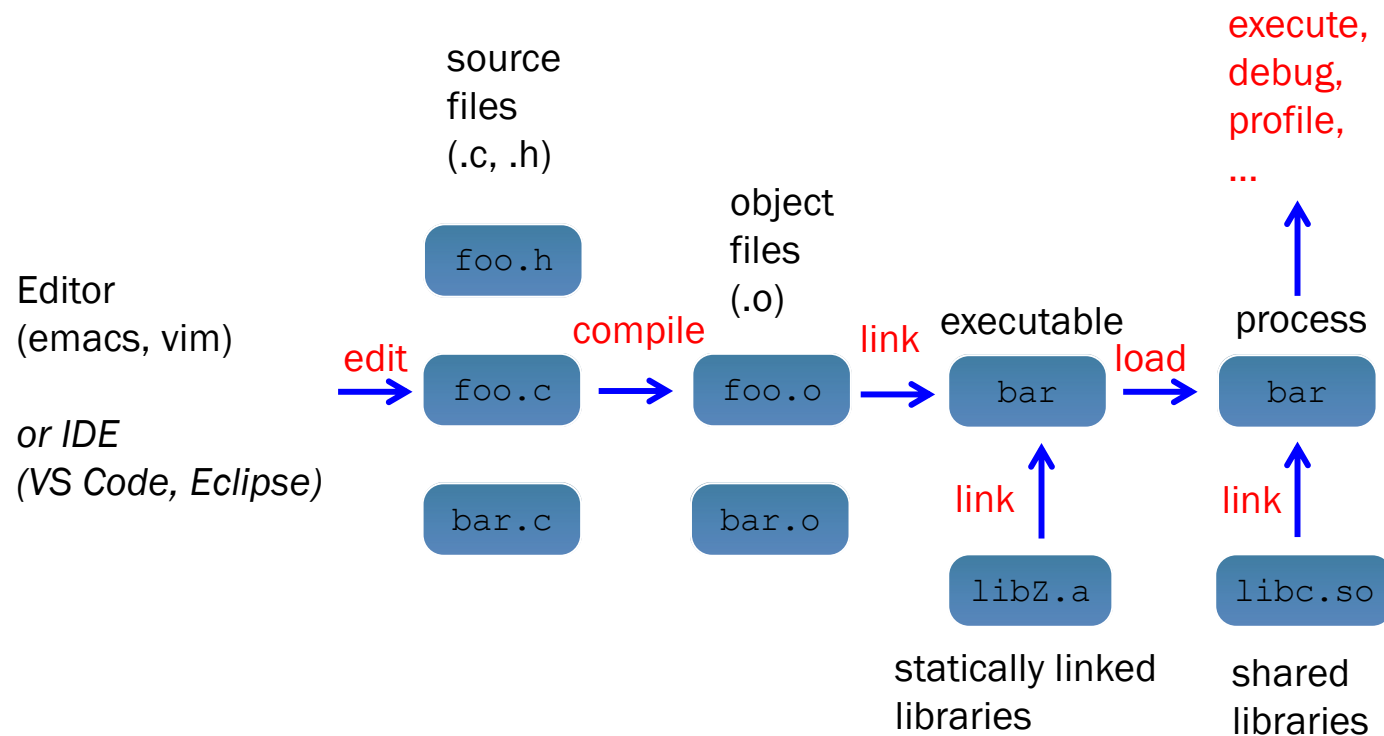 execute,
debug,
profile,
...
source
files
(.c, .h)
object
files
(.o)
Editor
(emacs, vim)
or IDE
(VS Code, Eclipse)
edit
foo.h
foo.c
bar.c
compile
foo.o
bar.o
link
executable
bar
load
process
bar
link
libZ.a
statically linked
libraries
link
libc.so
shared
libraries